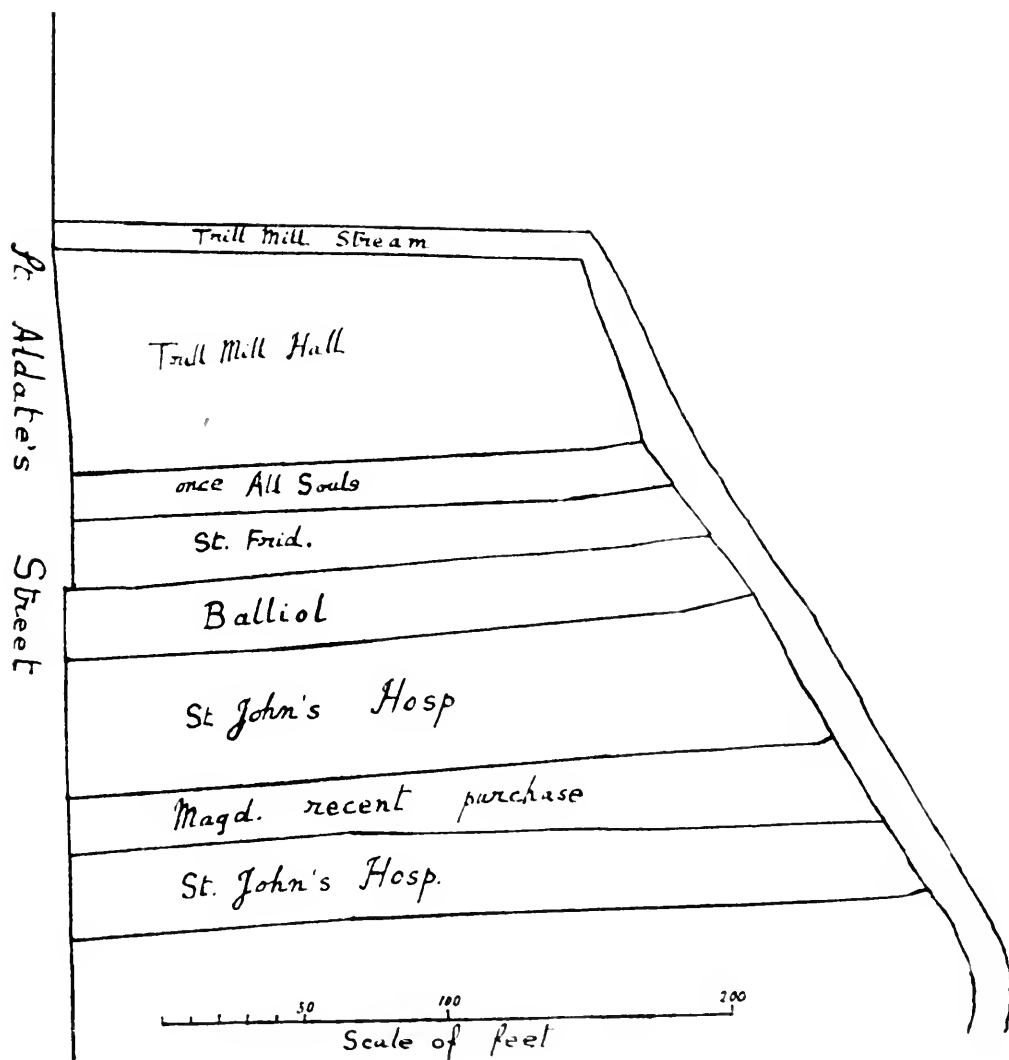 Trill Mill Stream
St. Aldate's Street
Trill Mill Hall
once All Souls
St. Frid.
Balliol
St John's Hosp
Magd. recent purchase
St. John's Hosp.
50 100 200
Scale of feet